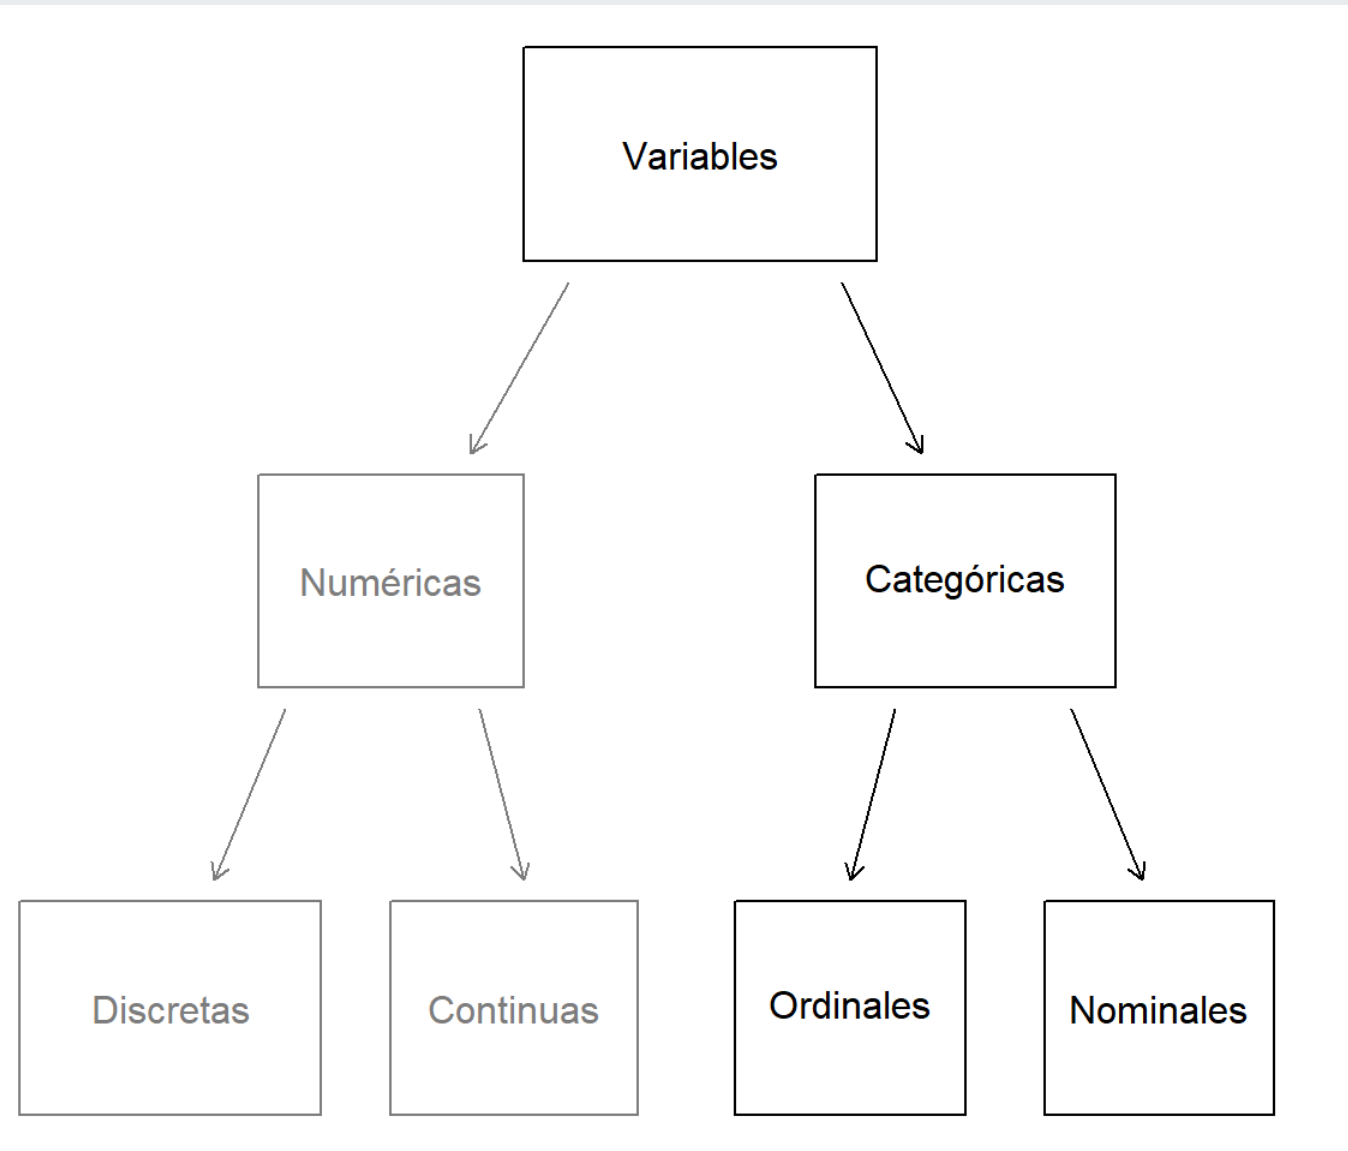 Variables
Numéricas
Categóricas
Discretas
Continuas
Ordinales
Nominales